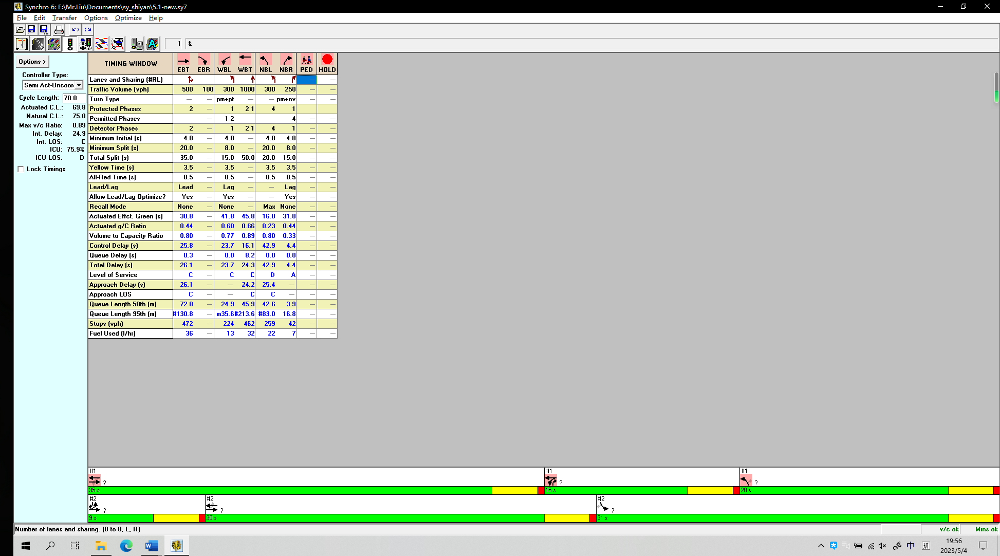 Synchro 6: E:\Mr.Liu\Documents\sy_shiyan\5.1-new.sy7
File Edit Transfer Options Optimize Help
1 &
Options >
Controller Type:
Semi Act-Uncoor
Cycle Length: 70.0
Actuated C.L.: 69.8
Natural C.L.: 75.0
Max v/c Ratio: 0.89
Int. Delay: 24.9
Int. LOS: C
ICU: 75.9%
ICU LOS: D
Lock Timings
TIMING WINDOW EBT EBR WBL WBT NBL NBR PED HOLD
Lanes and Sharing (#RL) — —
Traffic Volume (vph) 500 100 300 1000 300 250 — —
Turn Type — — pm+pt — — pm+ov — —
Protected Phases 2 — 1 2 1 4 1 — —
Permitted Phases — 1 2 4 — —
Detector Phases 2 — 1 2 1 4 1 — —
Minimum Initial (s) 4.0 — 4.0 — 4.0 4.0 — —
Minimum Split (s) 20.0 — 8.0 — 20.0 8.0 — —
Total Split (s) 35.0 — 15.0 50.0 20.0 15.0 — —
Yellow Time (s) 3.5 — 3.5 — 3.5 3.5 — —
All-Red Time (s) 0.5 — 0.5 — 0.5 0.5 — —
Lead/Lag Lead — Lag — — Lag — —
Allow Lead/Lag Optimize? Yes — Yes — — Yes — —
Recall Mode None — None — Max None — —
Actuated Effct. Green (s) 30.8 — 41.8 45.8 16.0 31.0 — —
Actuated g/C Ratio 0.44 — 0.60 0.66 0.23 0.44 — —
Volume to Capacity Ratio 0.80 — 0.77 0.89 0.80 0.33 — —
Control Delay (s) 25.8 — 23.7 16.1 42.9 4.4 — —
Queue Delay (s) 0.3 — 0.0 8.2 0.0 0.0 — —
Total Delay (s) 26.1 — 23.7 24.3 42.9 4.4 — —
Level of Service C — C C D A — —
Approach Delay (s) 26.1 — — 24.2 25.4 — — —
Approach LOS C — — C C — — —
Queue Length 50th (m) 72.0 — 24.9 45.9 42.6 3.9 — —
Queue Length 95th (m) #130.8 — m35.6 #213.6 #83.0 16.8 — —
Stops (vph) 472 — 224 462 259 42 — —
Fuel Used (l/hr) 36 — 13 32 22 7 — —
#1 #1 #1
? ? ?
35 s 15 s 20 s
#2 #2 #2
? ? ?
9 s 30 s 31 s
Number of lanes and sharing. (0 to 8, L, R) v/c ok Mins ok
中 拼
19:56
2023/5/4